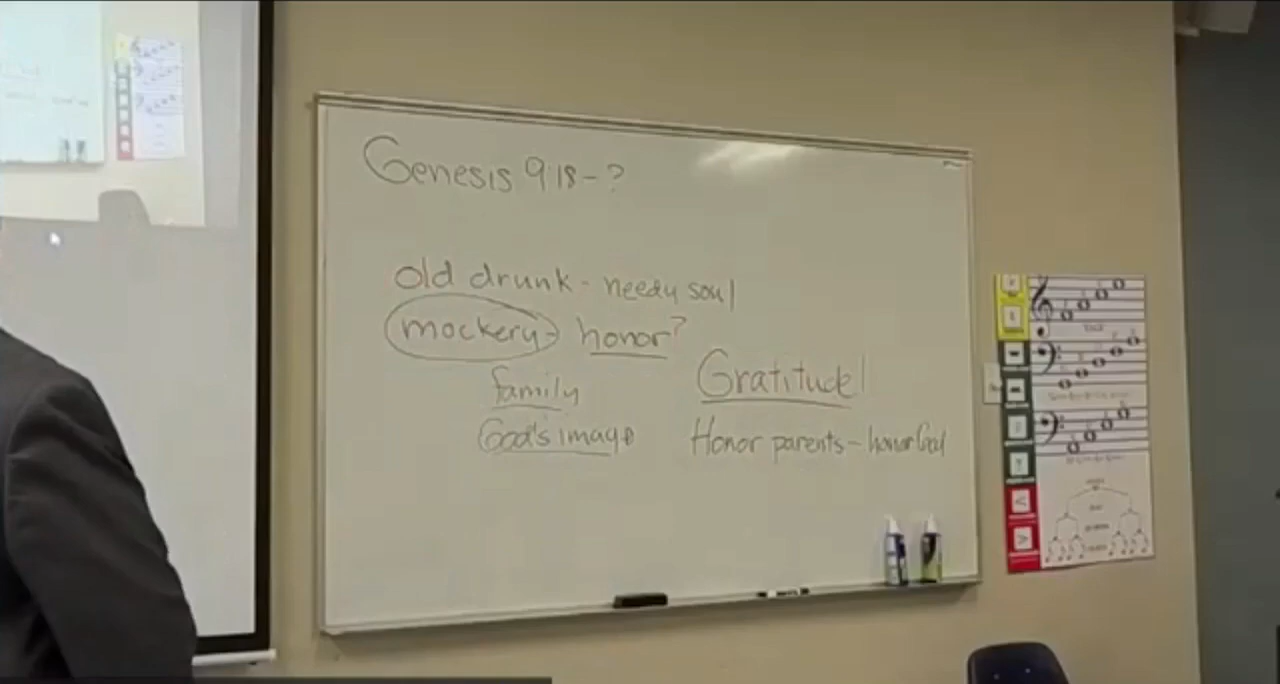 Genesis 9:18-?
old drunk - needy soul
mockery - honor?
family
God's image
Gratitude!
Honor parents - honor God